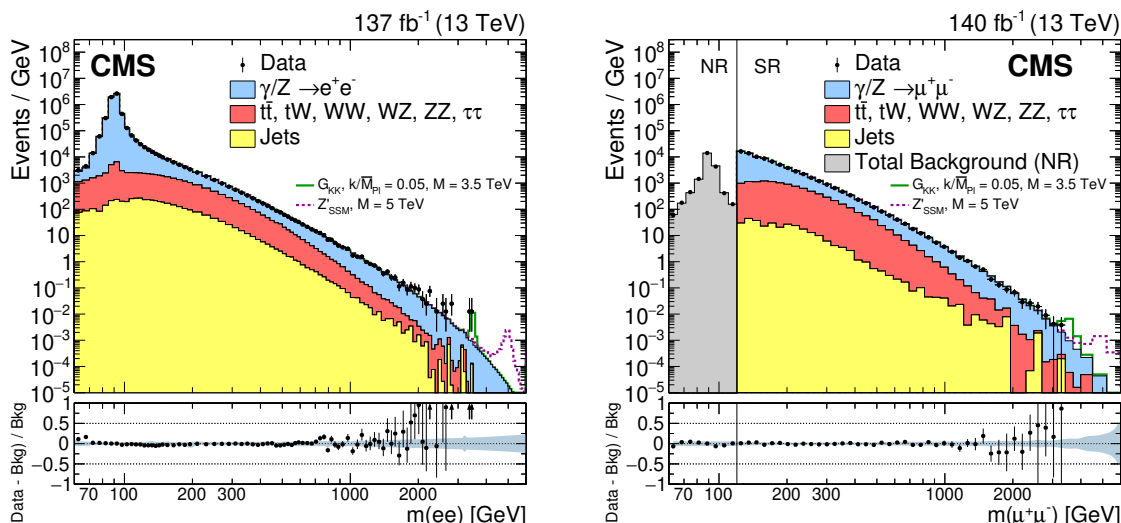 137 fb⁻¹ (13 TeV)
CMS
Data
γ/Z →e⁺e⁻
tt̄, tW, WW, WZ, ZZ, ττ
Jets
G_KK, k/M̄_Pl = 0.05, M = 3.5 TeV
Z'_SSM, M = 5 TeV
Events / GeV
10⁸
10⁷
10⁶
10⁵
10⁴
10³
10²
10
1
10⁻¹
10⁻²
10⁻³
10⁻⁴
10⁻⁵
Data - Bkg) / Bkg
1
0.5
0
−0.5
−1
70 100 200 300 1000 2000
m(ee) [GeV]
140 fb⁻¹ (13 TeV)
NR SR
CMS
Data
γ/Z →μ⁺μ⁻
tt̄, tW, WW, WZ, ZZ, ττ
Jets
Total Background (NR)
G_KK, k/M̄_Pl = 0.05, M = 3.5 TeV
Z'_SSM, M = 5 TeV
Events / GeV
10⁸
10⁷
10⁶
10⁵
10⁴
10³
10²
10
1
10⁻¹
10⁻²
10⁻³
10⁻⁴
10⁻⁵
Data - Bkg) / Bkg
1
0.5
0
−0.5
−1
70 100 200 300 1000 2000
m(μ⁺μ⁻) [GeV]